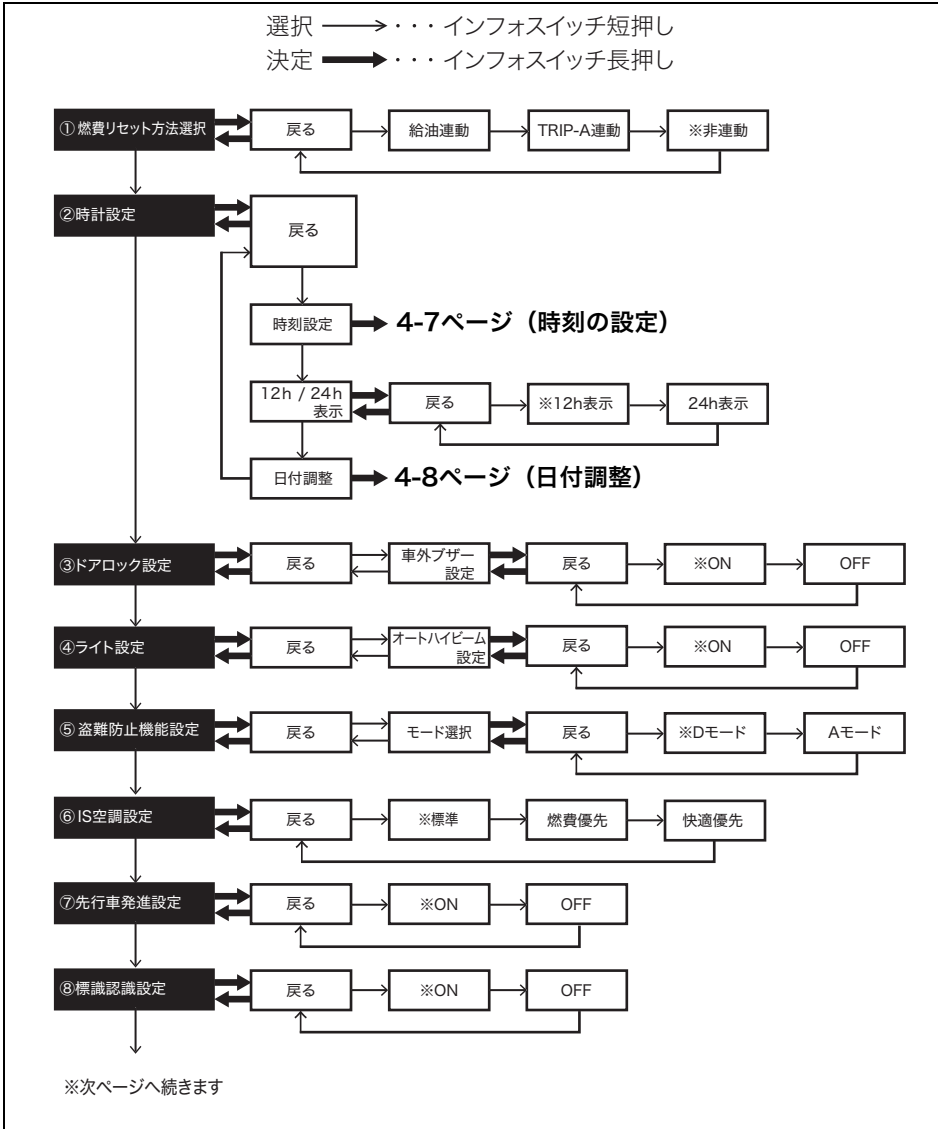 選択 ・・・インフォスイッチ短押し
決定 ・・・インフォスイッチ長押し
①燃費リセット方法選択
戻る
給油連動
TRIP-A連動
※非連動
②時計設定
戻る
時刻設定
4-7ページ（時刻の設定）
12h / 24h
表示
戻る
※12h表示
24h表示
日付調整
4-8ページ（日付調整）
③ドアロック設定
戻る
車外ブザー
設定
戻る
※ON
OFF
④ライト設定
戻る
オートハイビーム
設定
戻る
※ON
OFF
⑤盗難防止機能設定
戻る
モード選択
戻る
※Dモード
Aモード
⑥IS空調設定
戻る
※標準
燃費優先
快適優先
⑦先行車発進設定
戻る
※ON
OFF
⑧標識認識設定
戻る
※ON
OFF
※次ページへ続きます